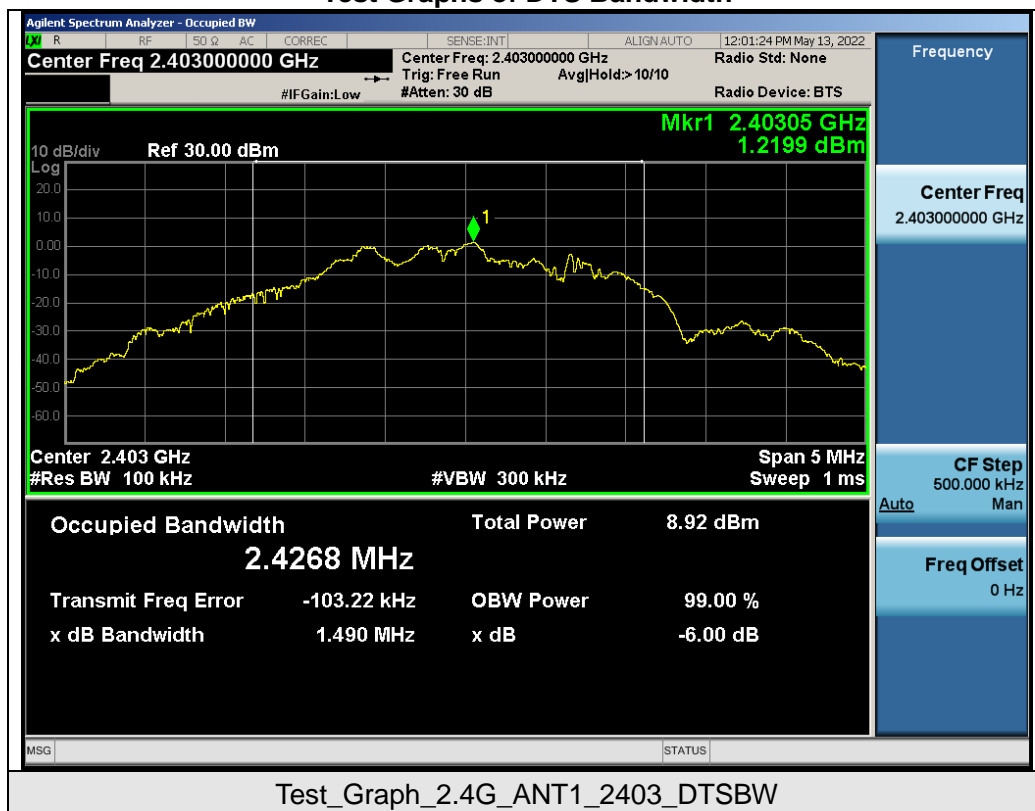 Test Graphs of DTS Bandwidth
Agilent Spectrum Analyzer - Occupied BW
LXI R RF 50 Ω AC CORREC SENSE:INT ALIGN AUTO 12:01:24 PM May 13, 2022
Center Freq 2.403000000 GHz
Center Freq: 2.403000000 GHz Radio Std: None
Trig: Free Run Avg|Hold:> 10/10
#IFGain:Low #Atten: 30 dB Radio Device: BTS
Mkr1 2.40305 GHz
1.2199 dBm
10 dB/div Ref 30.00 dBm
Log
20.0
10.0
0.00
-10.0
-20.0
-30.0
-40.0
-50.0
-60.0
1
Center 2.403 GHz Span 5 MHz
#Res BW 100 kHz #VBW 300 kHz Sweep 1 ms
Occupied Bandwidth Total Power 8.92 dBm
2.4268 MHz
Transmit Freq Error -103.22 kHz OBW Power 99.00 %
x dB Bandwidth 1.490 MHz x dB -6.00 dB
MSG STATUS
Frequency
Center Freq
2.403000000 GHz
CF Step
500.000 kHz
Auto Man
Freq Offset
0 Hz
Test_Graph_2.4G_ANT1_2403_DTSBW